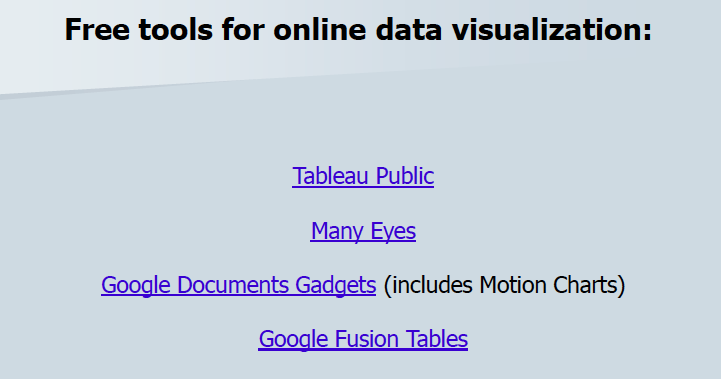 Free tools for online data visualization:
Tableau Public
Many Eyes
Google Documents Gadgets (includes Motion Charts)
Google Fusion Tables